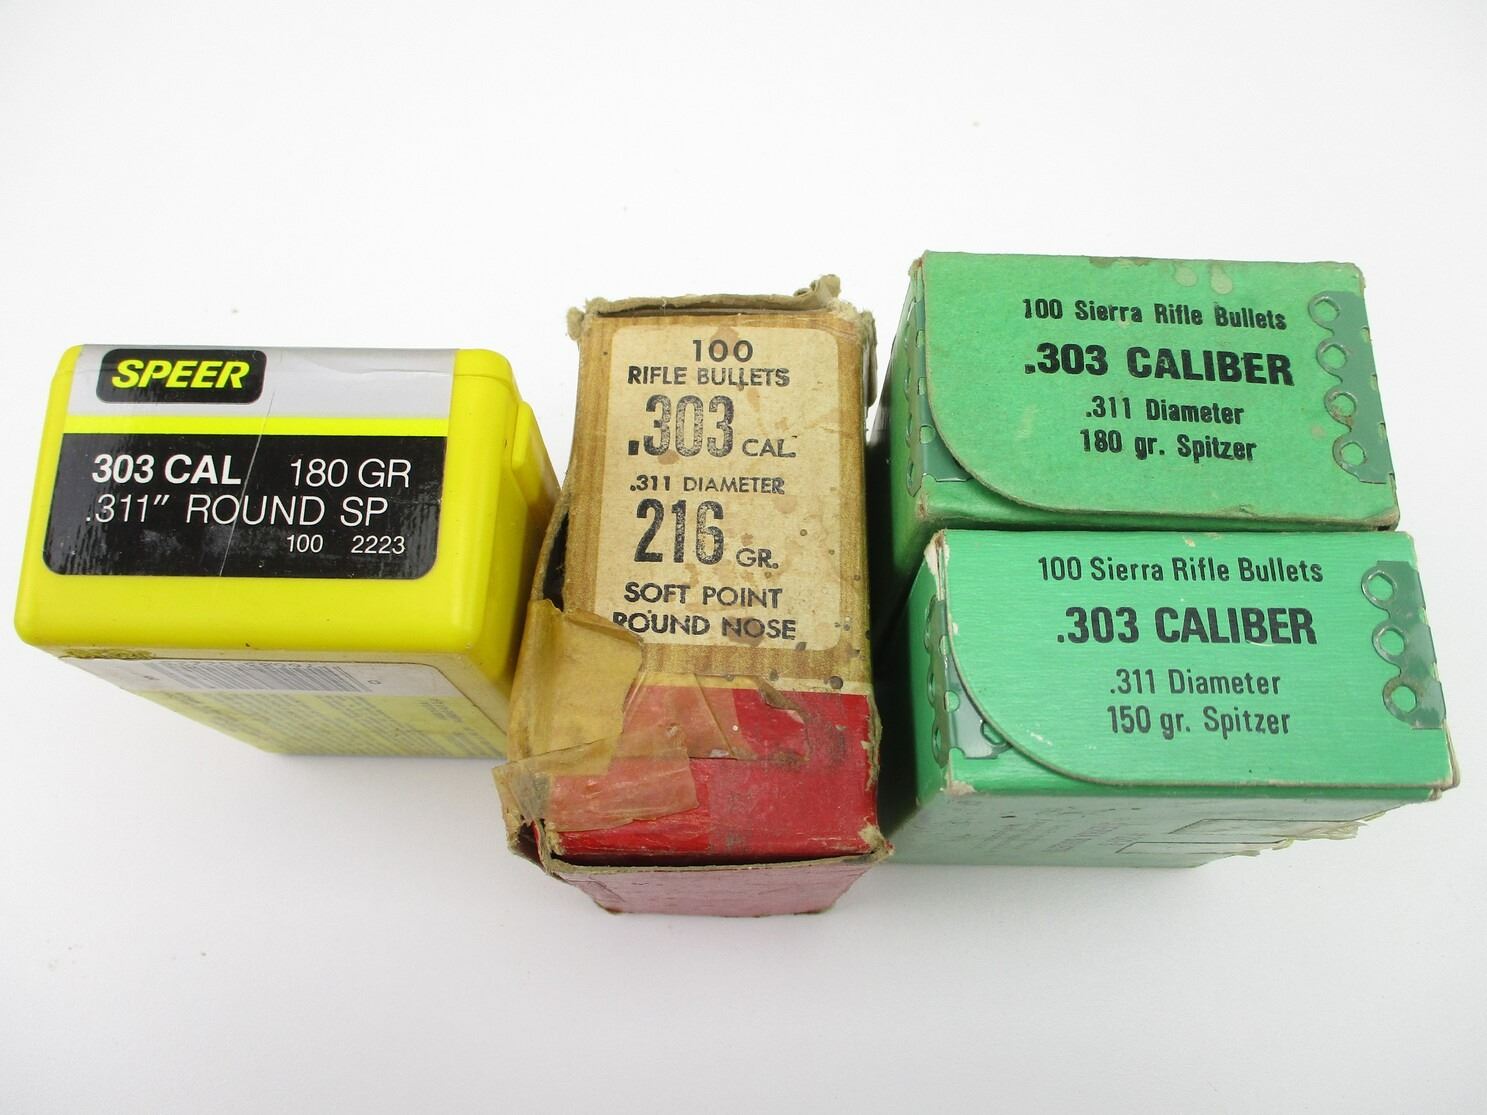 SPEER
303 CAL 180 GR
.311" ROUND SP
100 2223
100
RIFLE BULLETS
.303 CAL.
.311 DIAMETER
216 GR.
SOFT POINT
ROUND NOSE
100 Sierra Rifle Bullets
.303 CALIBER
.311 Diameter
180 gr. Spitzer
100 Sierra Rifle Bullets
.303 CALIBER
.311 Diameter
150 gr. Spitzer